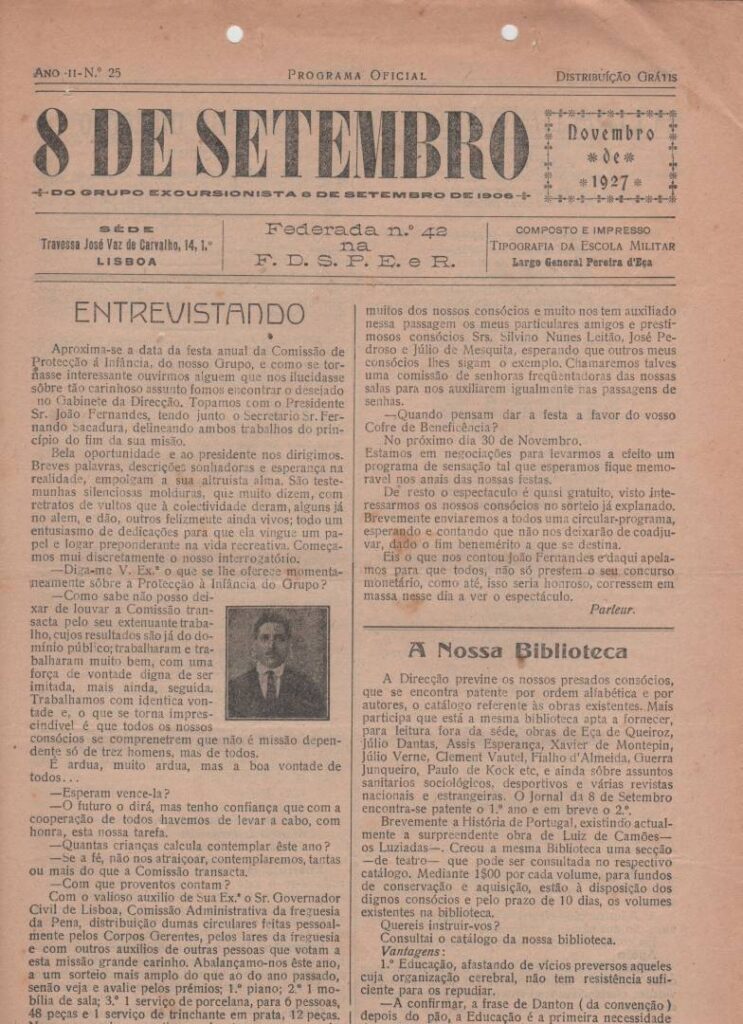 ANO -II-N.º 25
PROGRAMA OFICIAL
DISTRIBUÍÇÃO GRÁTIS
8 DE SETEMBRO
DO GRUPO EXCURSIONISTA 8 DE SETEMBRO DE 1906
Novembro
de
1927
SÉDE
Travessa José Vaz de Carvalho, 14, 1.º
LISBOA
Federada n.º 42
na
F. D. S. P. E. e R.
COMPOSTO E IMPRESSO
TIPOGRAFIA DA ESCOLA MILITAR
Largo General Pereira d'Eça
ENTREVISTANDO
Aproxima-se a data da festa anual da Comissão de
Protecção á Infância, do nosso Grupo, e como se tor-
nasse interessante ouvirmos alguem que nos ilucidasse
sôbre tão carinhoso assunto fomos encontrar o desejado
no Gabinete da Direcção. Topamos com o Presidente
Sr. João Fernandes, tendo junto o Secretario Sr. Fer-
nando Sacadura, delineando ambos trabalhos do prin-
cípio do fim da sua misão.
Bela oportunidade e ao presidente nos dirigimos.
Breves palavras, descrições sonhadoras e esperança na
realidade, empolgam a sua altruista alma. São teste-
munhas silenciosas molduras, que muito dizem, com
retratos de vultos que à colectividade deram, alguns já
no alem, e dão, outros felizmente ainda vivos; todo um
entusiasmo de dedicações para que ela vingue um pa-
pel e logar preponderante na vida recreativa. Começa-
mos mui discretamente o nosso interrogatório.
—Diga-me V. Ex.ª o que se lhe oferece momenta-
neamente sôbre a Protecção à Infância do Grupo?
—Como sabe não posso dei-
xar de louvar a Comissão tran-
sacta pelo seu extenuante traba-
lho, cujos resultados são já do do-
mínio público; trabalharam e tra-
balharam muito bem, com uma
força de vontade digna de ser
imitada, mais ainda, seguida.
Trabalhamos com identica von-
tade e, o que se torna impres-
cindivel é que todos os nossos
consócios se comprenetrem que não é missão depen-
dente só de trez homens, mas de todos.
É ardua, muito ardua, mas a boa vontade de
todos...
—Esperam vence-la?
—O futuro o dirá, mas tenho confiança que com a
cooperação de todos havemos de levar a cabo, com
honra, esta nossa tarefa.
—Quantas crianças calcula contemplar êste ano?
—Se a fé, não nos atraiçoar, contemplaremos, tantas
ou mais do que a Comissão transacta.
—Com que proventos contam?
Com o valioso auxilio de Sua Ex.ª o Sr. Governador
Civil de Lisboa, Comissão Administrativa da freguesia
da Pena, distribuição dumas circulares feitas pessoal-
mente pelos Corpos Gerentes, pelos lares da freguesia
e com outros auxilios de outras pessoas que votam a
esta missão grande carinho. Abalançamo-nos êste ano,
a um sorteio mais amplo do que ao do ano passado,
senão veja e avalie pelos prémios; 1.º piano; 2.º 1 mo-
bília de sala; 3.º 1 serviço de porcelana, para 6 pessoas,
48 peças e 1 serviço de trinchante em prata, 12 peças.
muitos dos nossos consócios e muito nos tem auxiliado
nessa passagem os meus particulares amigos e presti-
mosos consócios Srs. Silvino Nunes Leitão, José Pe-
droso e Júlio de Mesquita, esperando que outros meus
consócios lhes sigam o exemplo. Chamaremos talves
uma comissão de senhoras freqüentadoras das nossas
salas para nos auxiliarem igualmente nas passagens de
senhas.
—Quando pensam dar a festa a favor do vosso
Cofre de Beneficência?
No próximo dia 30 de Novembro.
Estamos em negociações para levarmos a efeito um
programa de sensação tal que esperamos fique memo-
ravel nos anais das nossas festas.
De resto o espectaculo é quasi gratuito, visto inte-
ressarmos os nossos consócios no sorteio já explanado.
Brevemente enviaremos a todos uma circular-programa,
esperando e contando que não nos deixarão de coadju-
var, dado o fim benemérito a que se destina.
Eis o que nos contou João Fernandes e daqui apela-
mos para que todos, não só prestem o seu concurso
monetário, como até, isso seria honroso, corressem em
massa nesse dia a ver o espectáculo.
Parleur.
A Nossa Biblioteca
A Direcção previne os nossos presados consócios,
que se encontra patente por ordem alfabética e por
autores, o catálogo referente às obras existentes. Mais
participa que está a mesma biblioteca apta a fornecer,
para leitura fora da séde, obras de Eça de Queiroz,
Júlio Dantas, Assis Esperança, Xavier de Montepin,
Júlio Verne, Clement Vautel, Fialho d'Almeida, Guerra
Junqueiro, Paulo de Kock etc, e ainda sôbre assuntos
sanitarios sociológicos, desportivos e várias revistas
nacionais e estrangeiras. O Jornal da 8 de Setembro
encontra-se patente o 1.º ano e em breve o 2.º.
Brevemente a História de Portugal, existindo actual-
mente a surpreendente obra de Luiz de Camões—
os Luziadas—. Creou a mesma Biblioteca uma secção
—de teatro— que pode ser consultada no respectivo
catálogo. Mediante 1$00 por cada volume, para fundos
de conservação e aquisição, estão à disposição dos
dignos consócios e pelo prazo de 10 dias, os volumes
existentes na biblioteca.
Quereis instruir-vos?
Consultai o catálogo da nossa biblioteca.
Vantagens:
1.º Educação, afastando de vícios preversos aqueles
cuja organização cerebral, não tem resistência sufi-
ciente para os repudiar.
—A confirmar, a frase de Danton (da convenção)
depois do pão, a Educação é a primeira necessidade